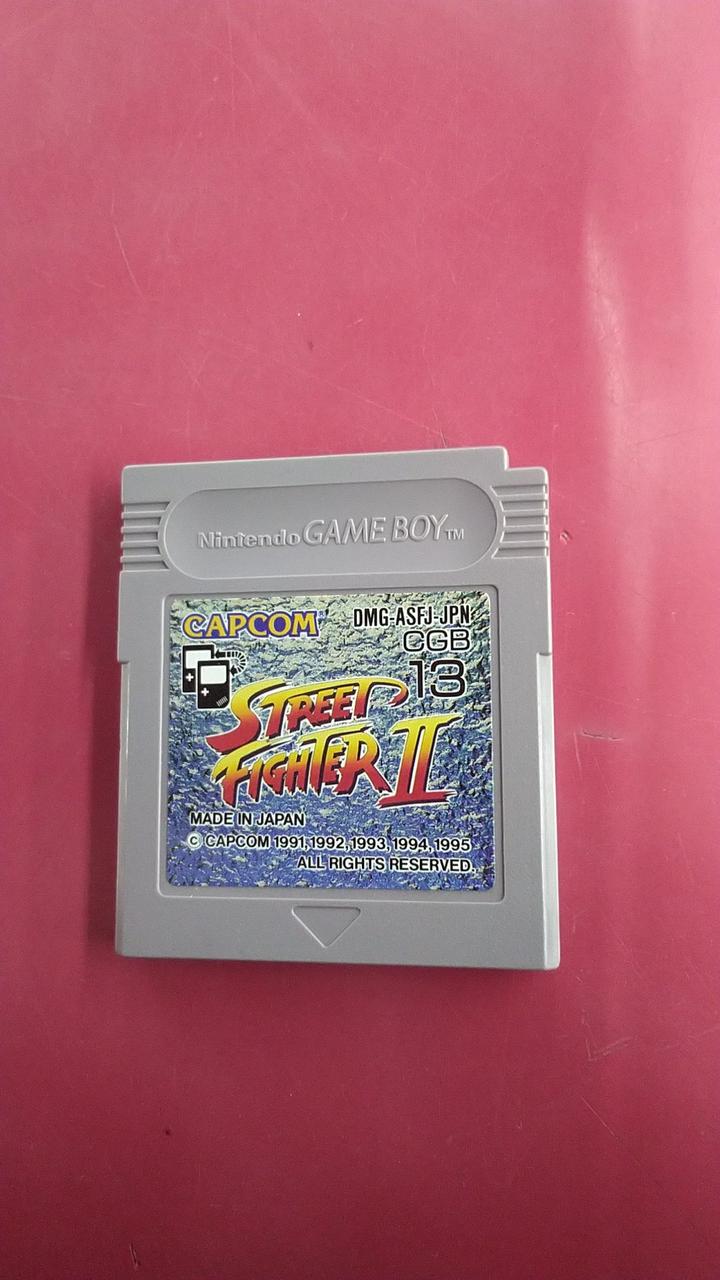 Nintendo GAME BOY™
CAPCOM® DMG-ASFJ-JPN
CGB
13
STREET
FIGHTER II
MADE IN JAPAN
© CAPCOM 1991,1992,1993,1994,1995
ALL RIGHTS RESERVED.